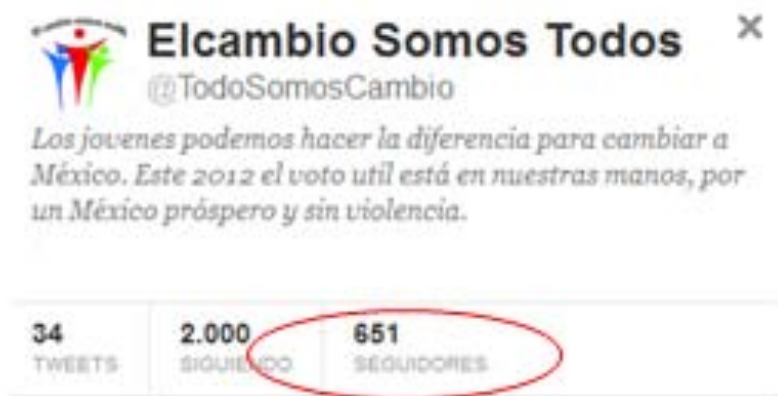 Elcambio Somos Todos
@TodoSomosCambio
Los jovenes podemos hacer la diferencia para cambiar a
México. Este 2012 el voto util está en nuestras manos, por
un México próspero y sin violencia.
34 2.000 651
TWEETS SIGUIENDO SEGUIDORES